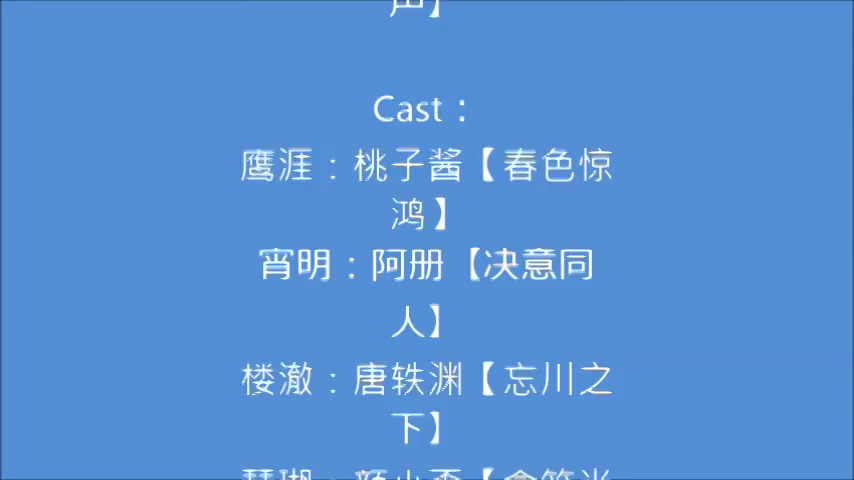 声】
Cast：
鹰涯：桃子酱【春色惊
鸿】
宵明：阿册【决意同
人】
楼澈：唐轶渊【忘川之
下】